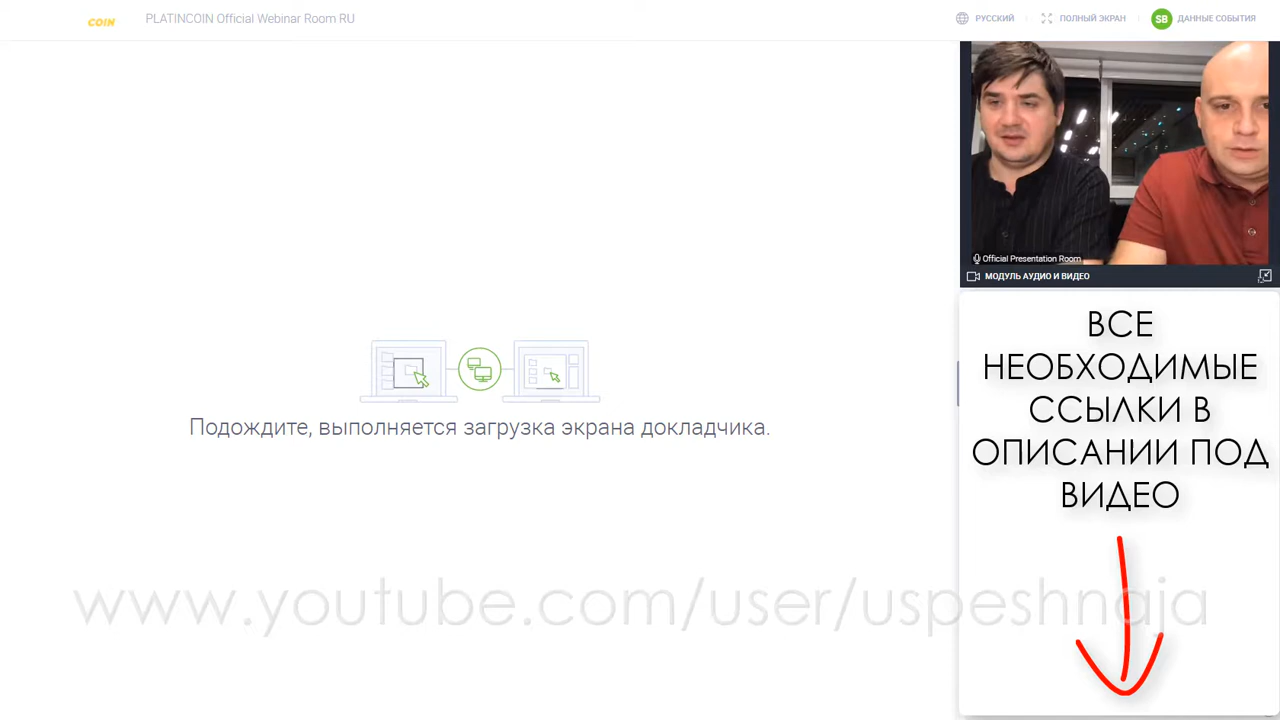 COIN
PLATINCOIN Official Webinar Room RU
РУССКИЙ
ПОЛНЫЙ ЭКРАН
SB
ДАННЫЕ СОБЫТИЯ
Official Presentation Room
МОДУЛЬ АУДИО И ВИДЕО
ВСЕ
НЕОБХОДИМЫЕ
ССЫЛКИ В
ОПИСАНИИ ПОД
ВИДЕО
Подождите, выполняется загрузка экрана докладчика.
www.youtube.com/user/uspeshnaja